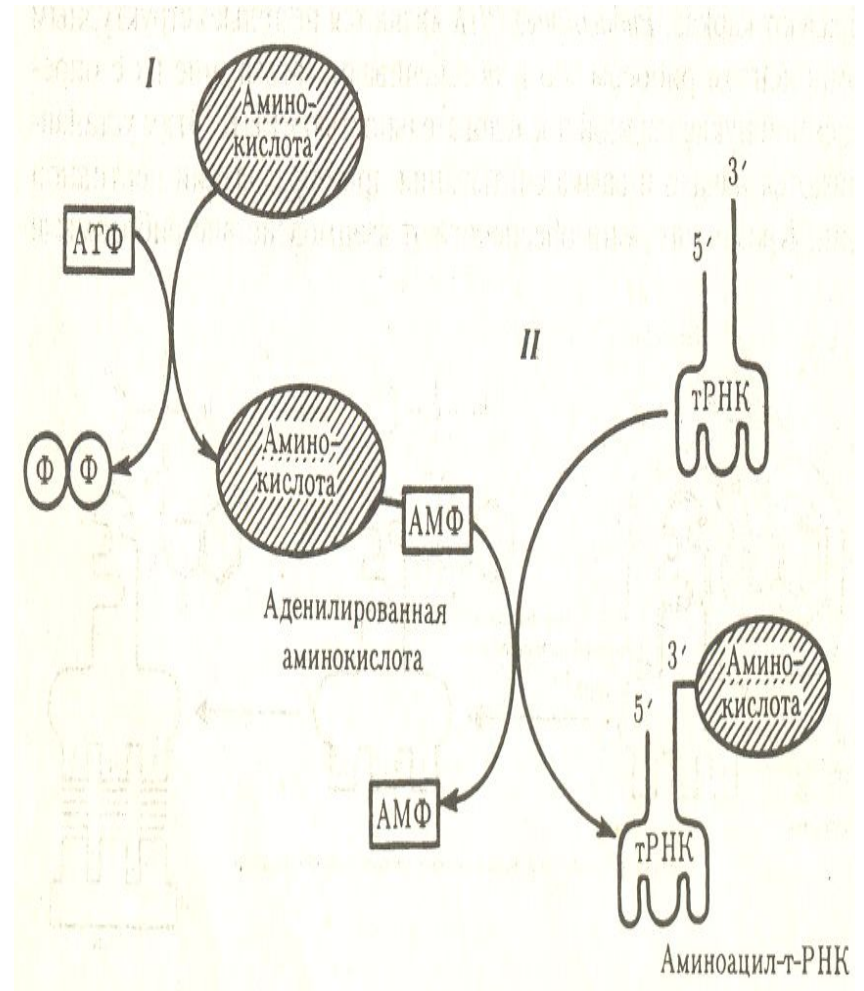 I
Амино-
кислота
АТФ
3′
5′
II
тРНК
Ф Ф
Амино-
кислота
АМФ
Аденилированная
аминокислота
3′
Амино-
кислота
5′
АМФ
тРНК
Аминоацил-т-РНК